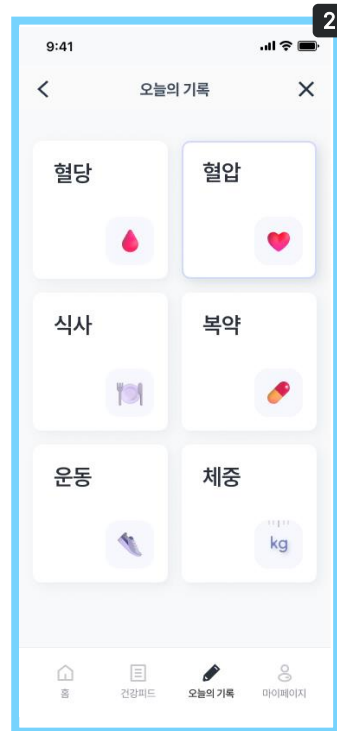 2
9:41
오늘의 기록
혈당 혈압
식사 복약
운동 체중
kg
홈 건강피드 오늘의 기록 마이페이지